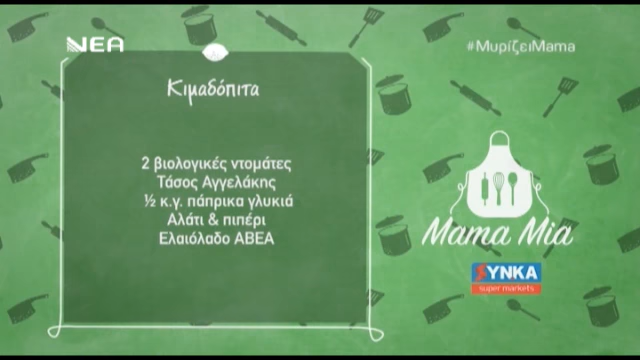 NEA
#ΜυρίζειMama
Κιμαδόπιτα
2 βιολογικές ντομάτες
Τάσος Αγγελάκης
½ κ.γ. πάπρικα γλυκιά
Αλάτι & πιπέρι
Ελαιόλαδο ΑΒΕΑ
Mama Mia
SYNKA
super markets